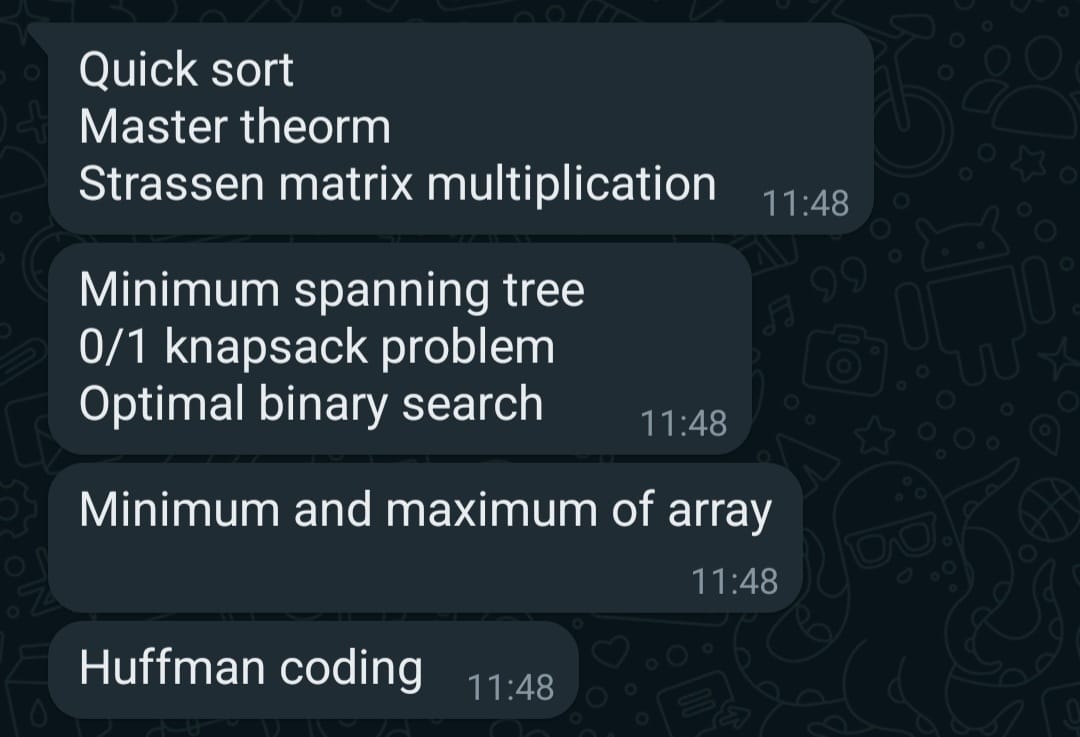 Quick sort
Master theorm
Strassen matrix multiplication
11:48
Minimum spanning tree
0/1 knapsack problem
Optimal binary search
11:48
Minimum and maximum of array
11:48
Huffman coding
11:48